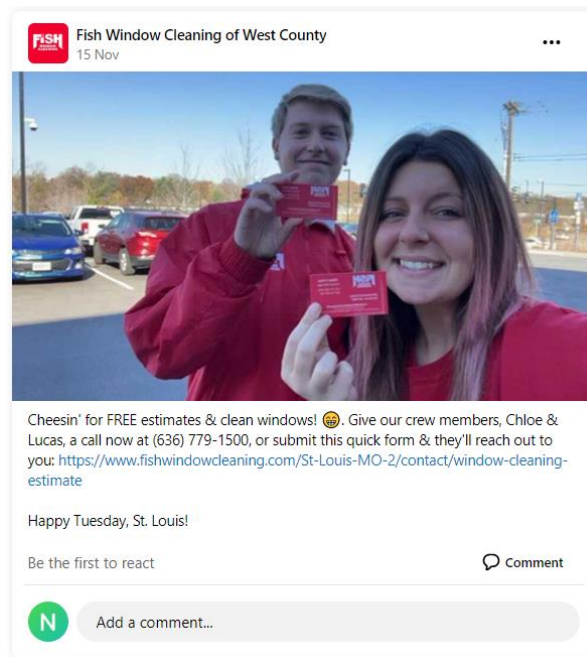 FISH
WINDOW
CLEANING
Fish Window Cleaning of West County
15 Nov
Cheesin' for FREE estimates & clean windows! 😁. Give our crew members, Chloe &
Lucas, a call now at (636) 779-1500, or submit this quick form & they'll reach out to
you: https://www.fishwindowcleaning.com/St-Louis-MO-2/contact/window-cleaning-
estimate
Happy Tuesday, St. Louis!
Be the first to react
Comment
N
Add a comment...